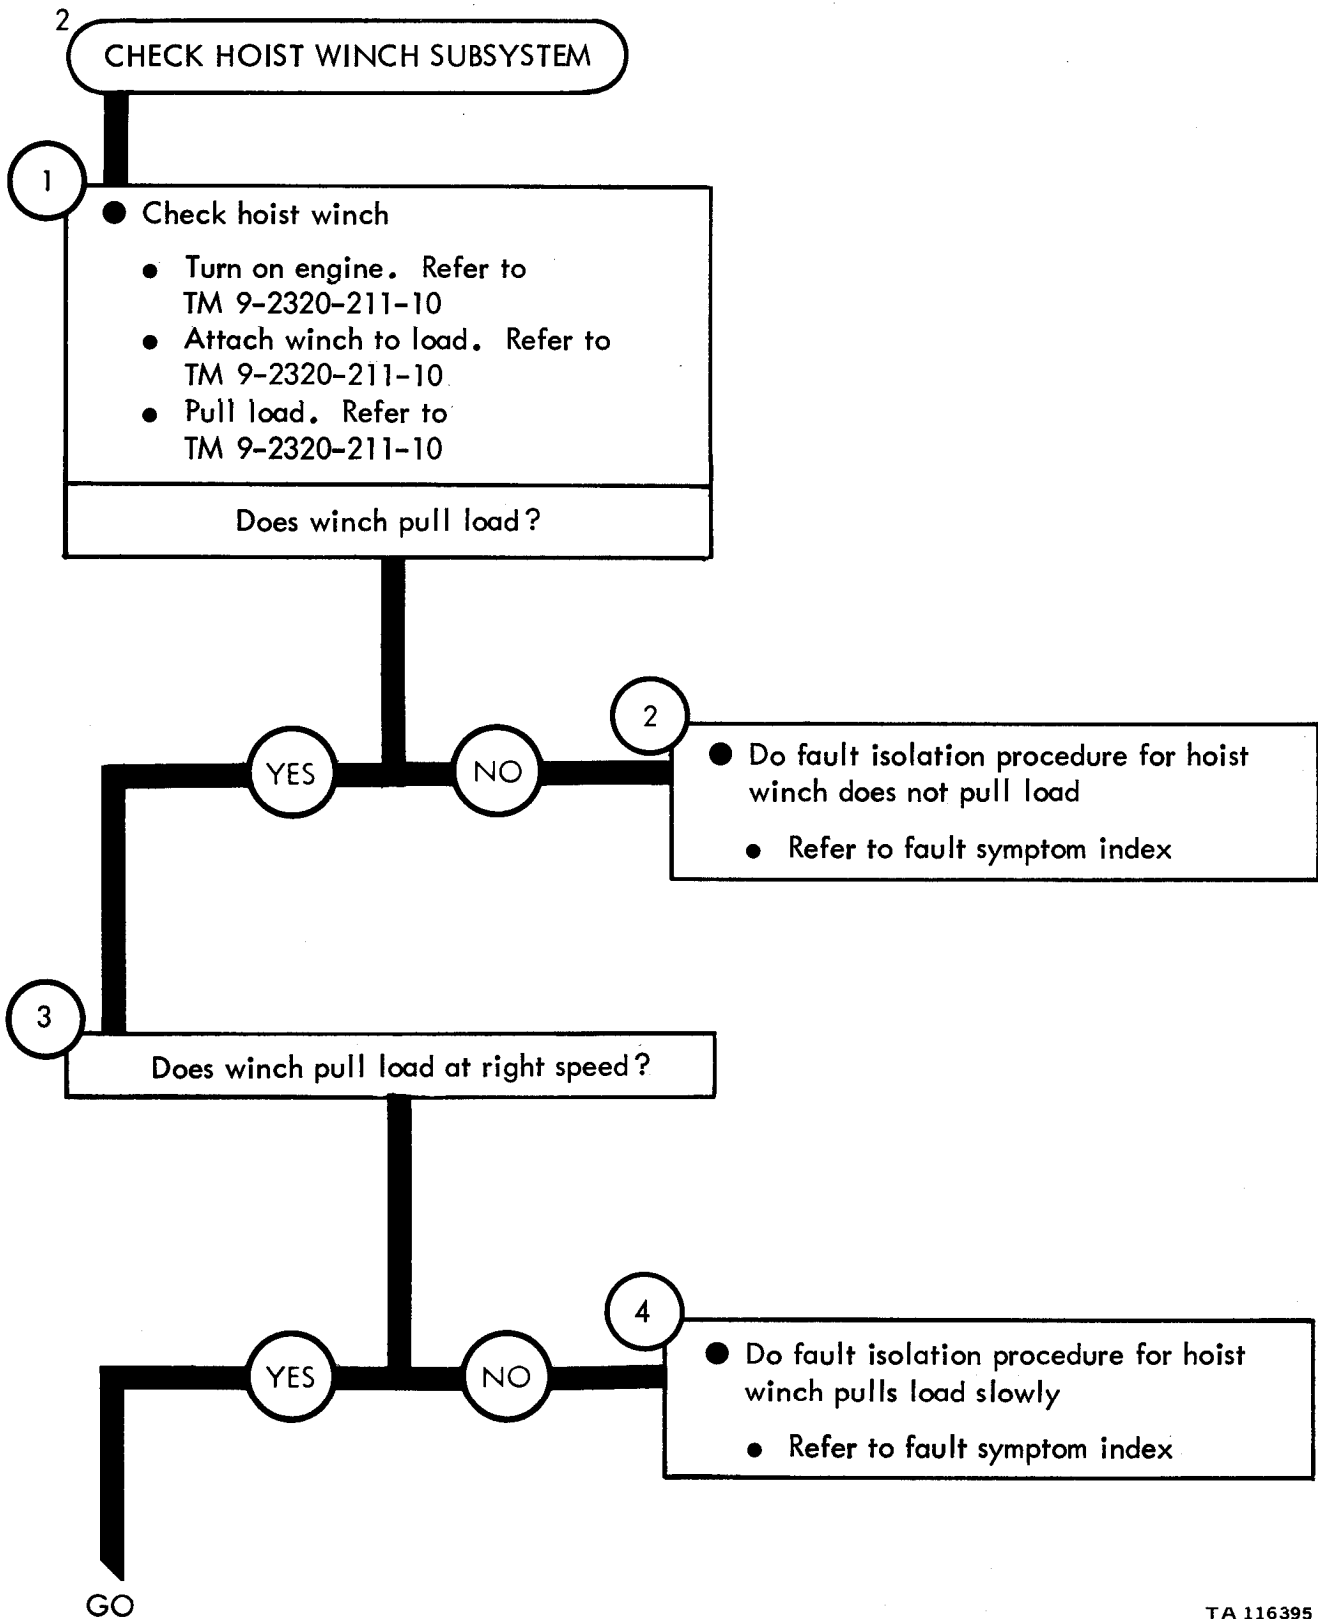 2
CHECK HOIST WINCH SUBSYSTEM
1
● Check hoist winch
● Turn on engine. Refer to
TM 9-2320-211-10
● Attach winch to load. Refer to
TM 9-2320-211-10
● Pull load. Refer to
TM 9-2320-211-10
Does winch pull load?
YES
NO
2
● Do fault isolation procedure for hoist
winch does not pull load
● Refer to fault symptom index
3
Does winch pull load at right speed?
YES
NO
4
● Do fault isolation procedure for hoist
winch pulls load slowly
● Refer to fault symptom index
GO
TA 116395